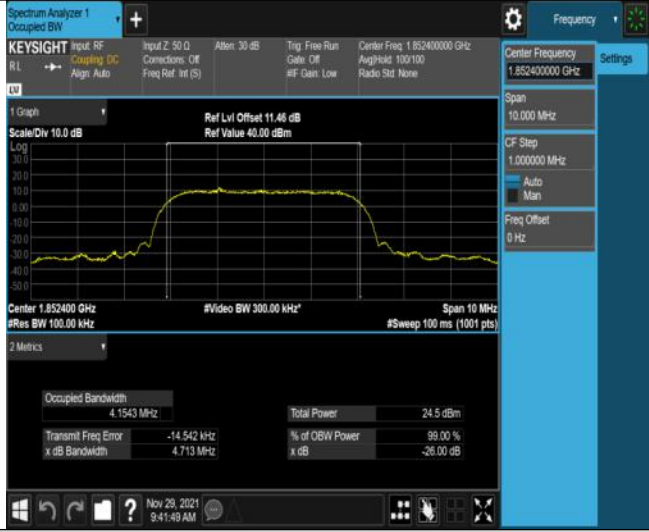 Spectrum Analyzer 1
Occupied BW
+
Frequency
KEYSIGHT
RL
Input: RF
Coupling: DC
Align: Auto
Input Z: 50 Ω
Corrections: Off
Freq Ref: Int (S)
Atten: 30 dB
Trig: Free Run
Gate: Off
#IF Gain: Low
Center Freq: 1.852400000 GHz
Avg|Hold: 100/100
Radio Std: None
LVI
Center Frequency
1.852400000 GHz
Settings
Span
10.000 MHz
CF Step
1.000000 MHz
Auto
Man
Freq Offset
0 Hz
1 Graph
Scale/Div 10.0 dB
Ref Lvl Offset 11.46 dB
Ref Value 40.00 dBm
Log
30.0
20.0
10.0
0.00
-10.0
-20.0
-30.0
-40.0
-50.0
Center 1.852400 GHz
#Video BW 300.00 kHz*
Span 10 MHz
#Res BW 100.00 kHz
#Sweep 100 ms (1001 pts)
2 Metrics
Occupied Bandwidth
4.1543 MHz
Total Power 24.5 dBm
Transmit Freq Error -14.542 kHz
% of OBW Power 99.00 %
x dB Bandwidth 4.713 MHz
x dB -26.00 dB
?
Nov 29, 2021
9:41:49 AM